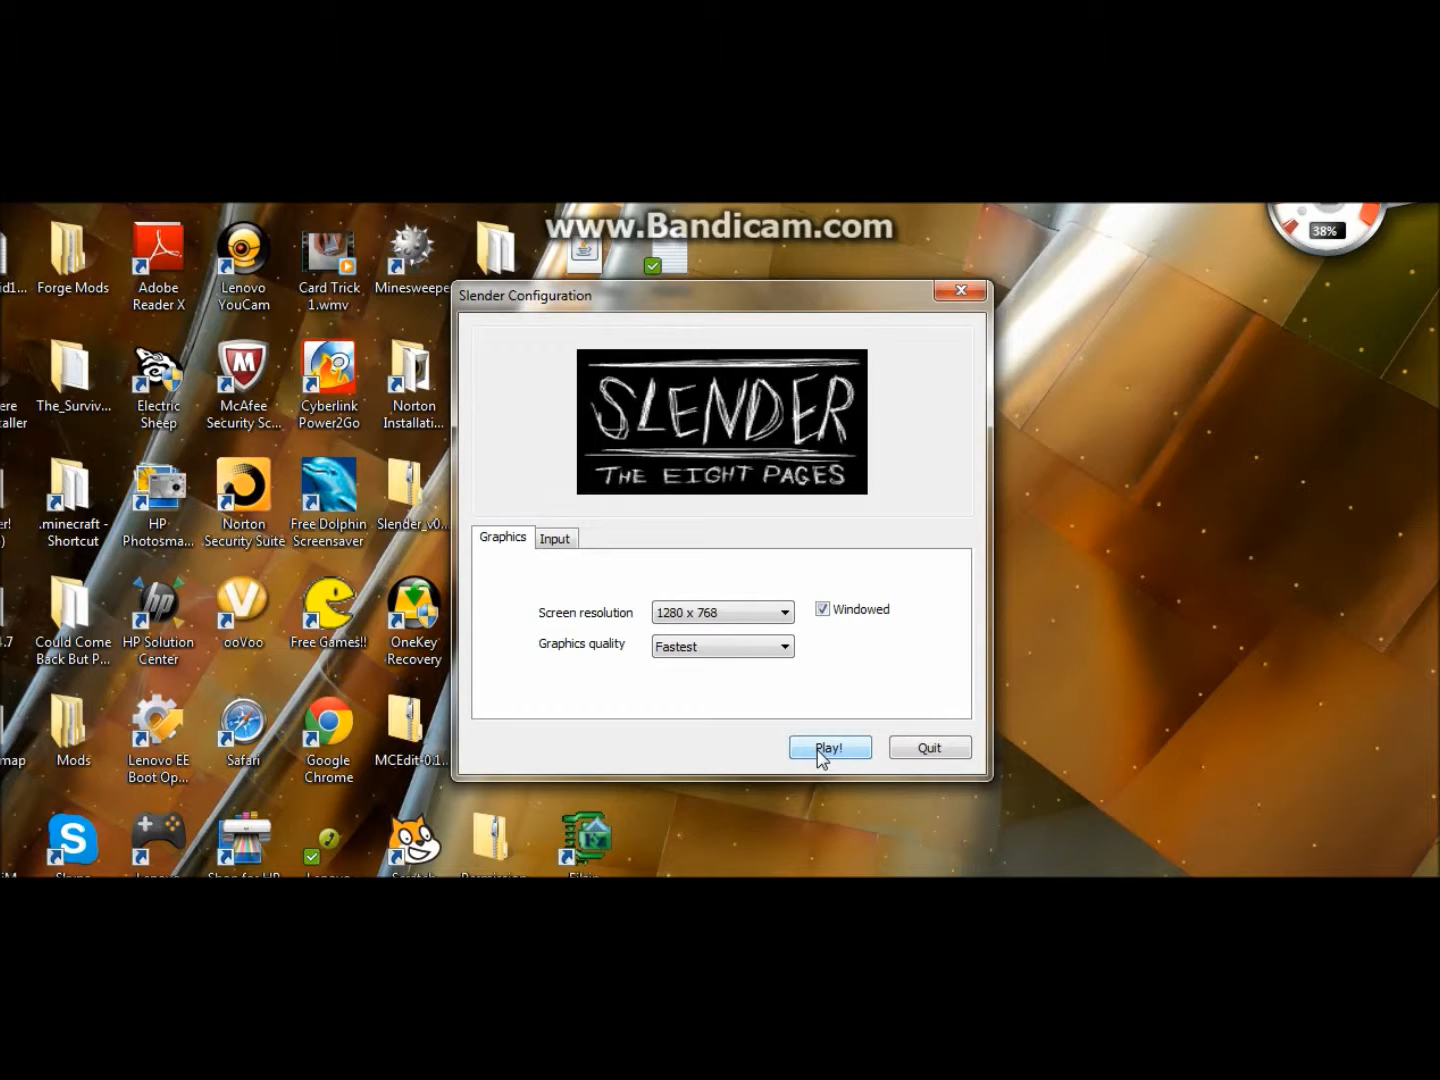 www.Bandicam.com
38%
Forge Mods
Adobe
Reader X
Lenovo
YouCam
Card Trick
1.wmv
Minesweepe
Slender Configuration
SLENDER
THE EIGHT PAGES
The_Surviv...
Electric
Sheep
McAfee
Security Sc...
Cyberlink
Power2Go
Norton
Installati...
.minecraft -
Shortcut
HP
Photosma...
Norton
Security Suite
Free Dolphin
Screensaver
Slender_v0...
Graphics
Input
Screen resolution
1280 x 768
Windowed
Graphics quality
Fastest
Could Come
Back But P...
HP Solution
Center
ooVoo
Free Games!!
OneKey
Recovery
Play!
Quit
Mods
Lenovo EE
Boot Op...
Safari
Google
Chrome
MCEdit-0.1...